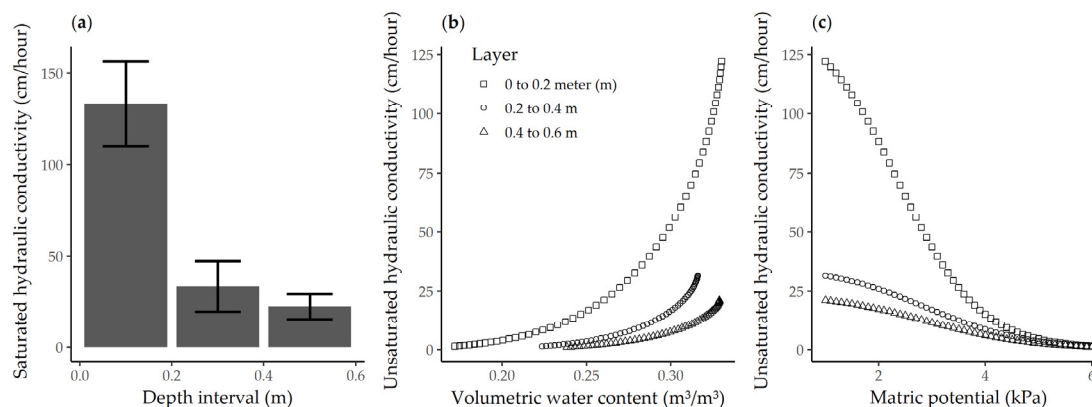 (a)
Saturated hydraulic conductivity (cm/hour)
150
100
50
0
0.0
0.2
0.4
0.6
Depth interval (m)
(b)
Unsaturated hydraulic conductivity (cm/hour)
125
100
75
50
25
0
Layer
0 to 0.2 meter (m)
0.2 to 0.4 m
0.4 to 0.6 m
0.20
0.25
0.30
Volumetric water content (m³/m³)
(c)
Unsaturated hydraulic conductivity (cm/hour)
125
100
75
50
25
0
2
4
6
Matric potential (kPa)